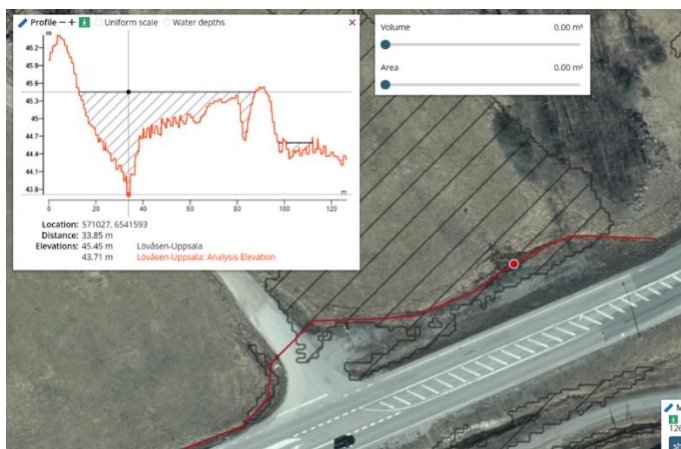 Profile − + Uniform scale Water depths ×
m
46.2
45.9
45.6
45.3
45
44.7
44.4
44.1
43.8
m
0 20 40 60 80 100 120
Location: 571027, 6541593
Distance: 33.85 m
Elevations: 45.45 m Lövåsen-Uppsala
43.71 m Lövåsen-Uppsala: Analysis Elevation
Volume 0.00 m³
Area 0.00 m²
M
126
sh